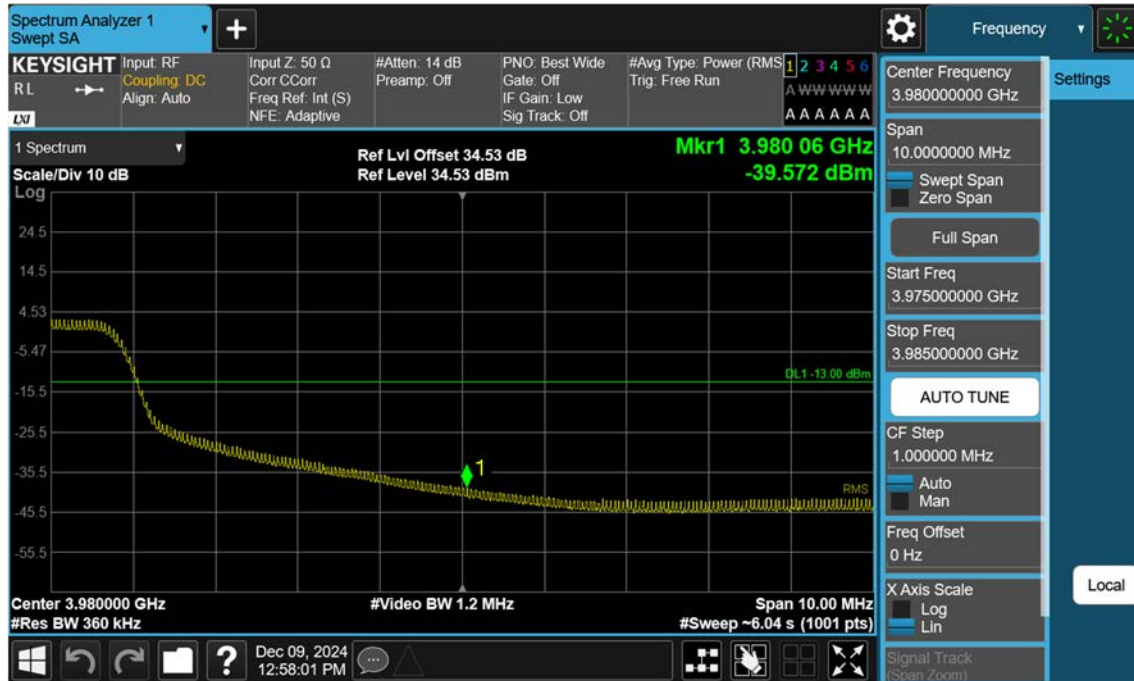 Spectrum Analyzer 1
Swept SA
Frequency
KEYSIGHT
RL
LXI
Input: RF
Coupling: DC
Align: Auto
Input Z: 50 Ω
Corr CCorr
Freq Ref: Int (S)
NFE: Adaptive
#Atten: 14 dB
Preamp: Off
PNO: Best Wide
Gate: Off
IF Gain: Low
Sig Track: Off
#Avg Type: Power (RMS
Trig: Free Run
1 2 3 4 5 6
A W W W W W
A A A A A A
1 Spectrum
Scale/Div 10 dB
Log
Ref Lvl Offset 34.53 dB
Ref Level 34.53 dBm
Mkr1 3.980 06 GHz
-39.572 dBm
24.5
14.5
4.53
-5.47
-15.5
-25.5
-35.5
-45.5
-55.5
DL1 -13.00 dBm
1
RMS
Center 3.980000 GHz
#Res BW 360 kHz
#Video BW 1.2 MHz
Span 10.00 MHz
#Sweep ~6.04 s (1001 pts)
?
Dec 09, 2024
12:58:01 PM
Center Frequency
3.980000000 GHz
Span
10.0000000 MHz
Swept Span
Zero Span
Full Span
Start Freq
3.975000000 GHz
Stop Freq
3.985000000 GHz
AUTO TUNE
CF Step
1.000000 MHz
Auto
Man
Freq Offset
0 Hz
X Axis Scale
Log
Lin
Signal Track
(Span Zoom)
Settings
Local